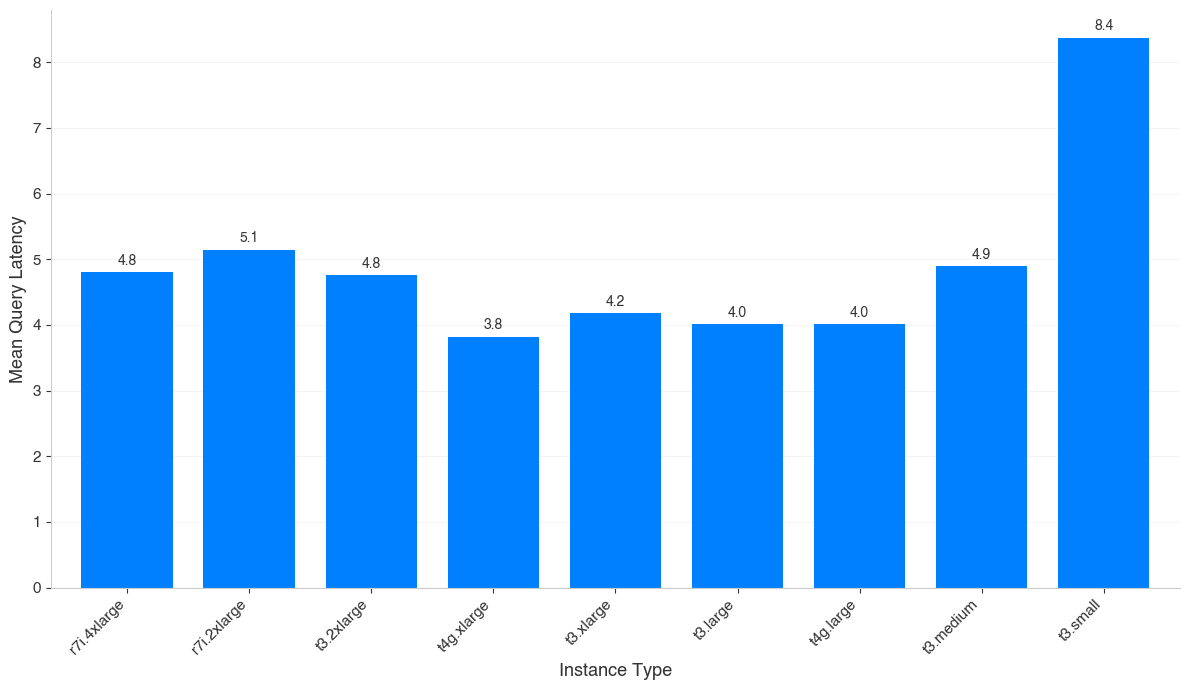 8.4
8
7
6
5.1
5
4.8
4.8
4.9
4.2
4.0
4.0
3.8
4
3
2
1
0
Mean Query Latency
r7i.4xlarge
r7i.2xlarge
t3.2xlarge
t4g.xlarge
t3.xlarge
t3.large
t4g.large
t3.medium
t3.small
Instance Type